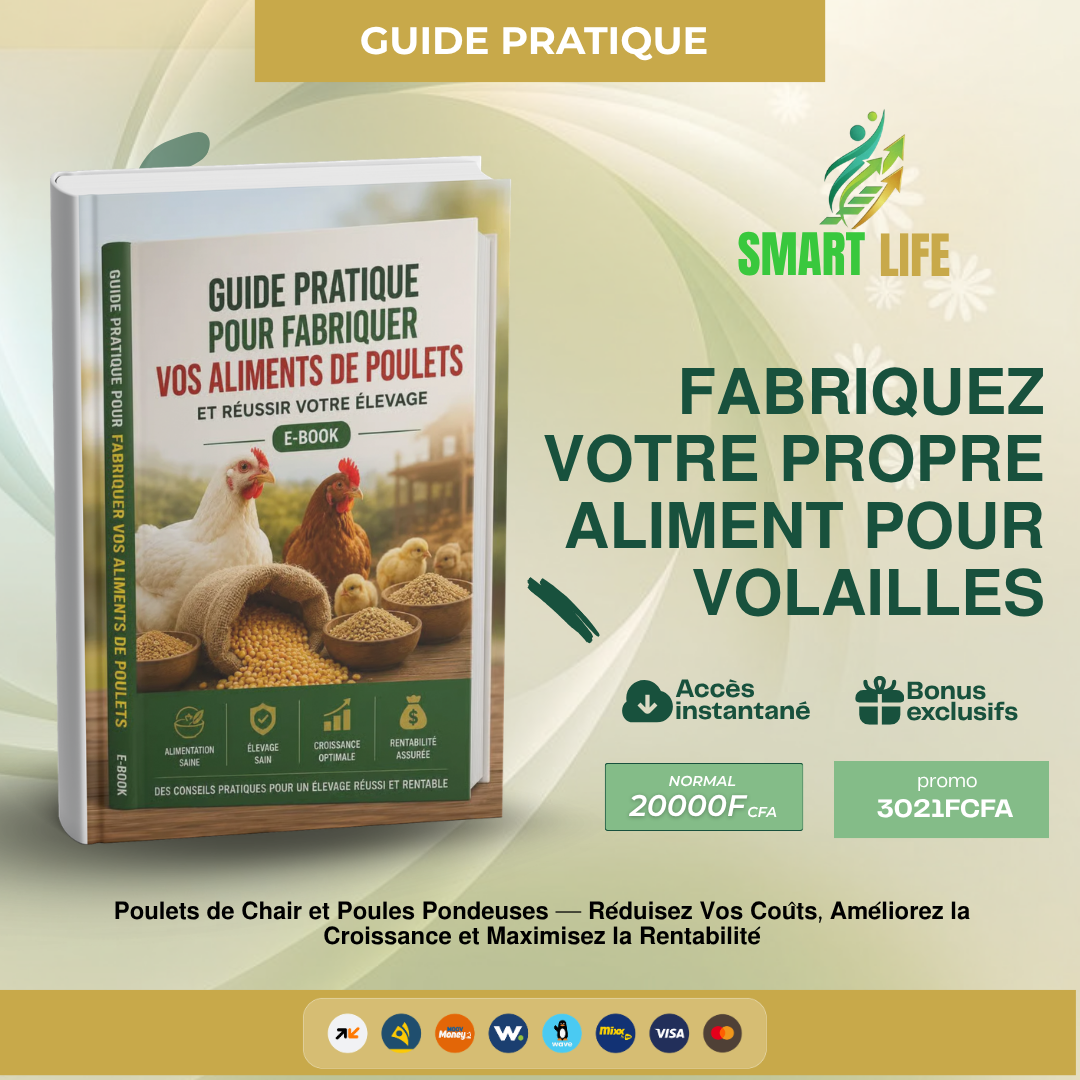 GUIDE PRATIQUE
SMART LIFE
GUIDE PRATIQUE POUR FABRIQUER VOS ALIMENTS DE POULETS E-BOOK
GUIDE PRATIQUE
POUR FABRIQUER
VOS ALIMENTS DE POULETS
ET RÉUSSIR VOTRE ÉLEVAGE
E-BOOK
ALIMENTATION
SAINE
ÉLEVAGE
SAIN
CROISSANCE
OPTIMALE
$
RENTABILITÉ
ASSURÉE
DES CONSEILS PRATIQUES POUR UN ÉLEVAGE RÉUSSI ET RENTABLE
FABRIQUEZ
VOTRE PROPRE
ALIMENT POUR
VOLAILLES
Accès
instantané
Bonus
exclusifs
NORMAL
20000F CFA
promo
3021FCFA
Poulets de Chair et Poules Pondeuses — Réduisez Vos Coûts, Améliorez la
Croissance et Maximisez la Rentabilité
Money
W.
wave
mixx
VISA